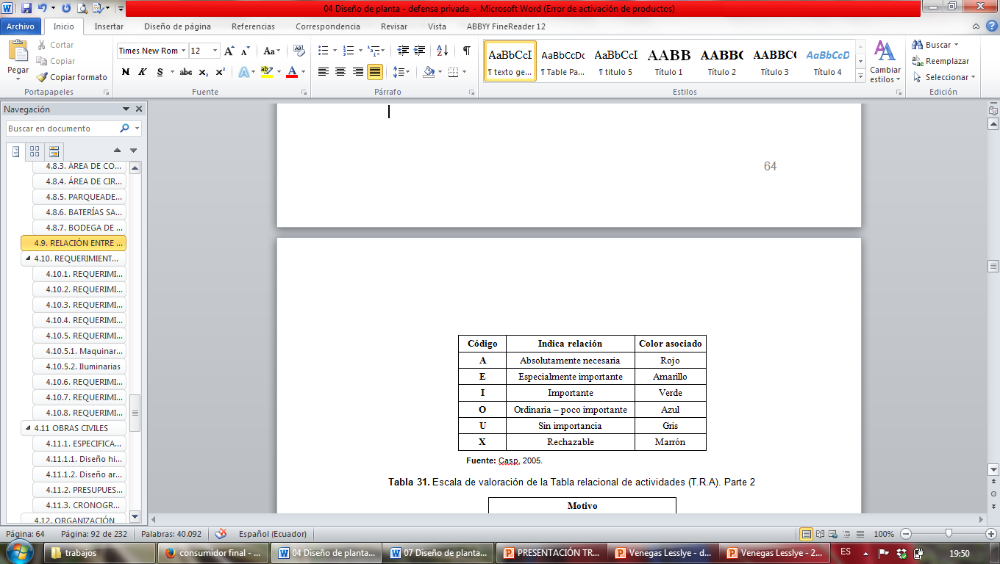 04 Diseño de planta - defensa privada - Microsoft Word (Error de activación de productos)
Archivo Inicio Insertar Diseño de página Referencias Correspondencia Revisar Vista ABBYY FineReader 12
Pegar
Cortar
Copiar
Copiar formato
Portapapeles
Times New Rom 12
N K S abc x₂ x²
Fuente
Párrafo
AaBbCcI AaBbCcDc AaBbCcI AABB AABBC AABBCC AaBbCcD
¶ texto ge... ¶ Table Pa... ¶ titulo 5 Título 1 Título 2 Título 3 Título 4
Estilos
Cambiar estilos
Buscar
Reemplazar
Seleccionar
Edición
Navegación
Buscar en documento
4.8.3. ÁREA DE CO...
4.8.4. ÁREA DE CIR...
4.8.5. PARQUEADE...
4.8.6. BATERÍAS SA...
4.8.7. BODEGA DE ...
4.9. RELACIÓN ENTRE ...
4.10. REQUERIMIENT...
4.10.1. REQUERIMI...
4.10.2. REQUERIMI...
4.10.3. REQUERIMI...
4.10.4. REQUERIMI...
4.10.5. REQUERIMI...
4.10.5.1. Maquinar...
4.10.5.2. Iluminarias
4.10.6. REQUERIMI...
4.10.7. REQUERIMI...
4.10.8. REQUERIMI...
4.11 OBRAS CIVILES
4.11.1. ESPECIFICA...
4.11.1.1. Diseño hi...
4.11.1.2. Diseño ar...
4.11.2. PRESUPUES...
4.11.3. CRONOGR...
4.12. ORGANIZACIÓN
64
Código Indica relación Color asociado
A Absolutamente necesaria Rojo
E Especialmente importante Amarillo
I Importante Verde
O Ordinaria – poco importante Azul
U Sin importancia Gris
X Rechazable Marrón
Fuente: Casp, 2005.
Tabla 31. Escala de valoración de la Tabla relacional de actividades (T.R.A). Parte 2
Motivo
Página: 64 Página: 92 de 232 Palabras: 40.092 Español (Ecuador) 100%
trabajos consumidor final - ... 04 Diseño de planta... 07 Diseño de planta... PRESENTACIÓN TR... Venegas Lesslye - d... Venegas Lesslye - 2... ES 19:50